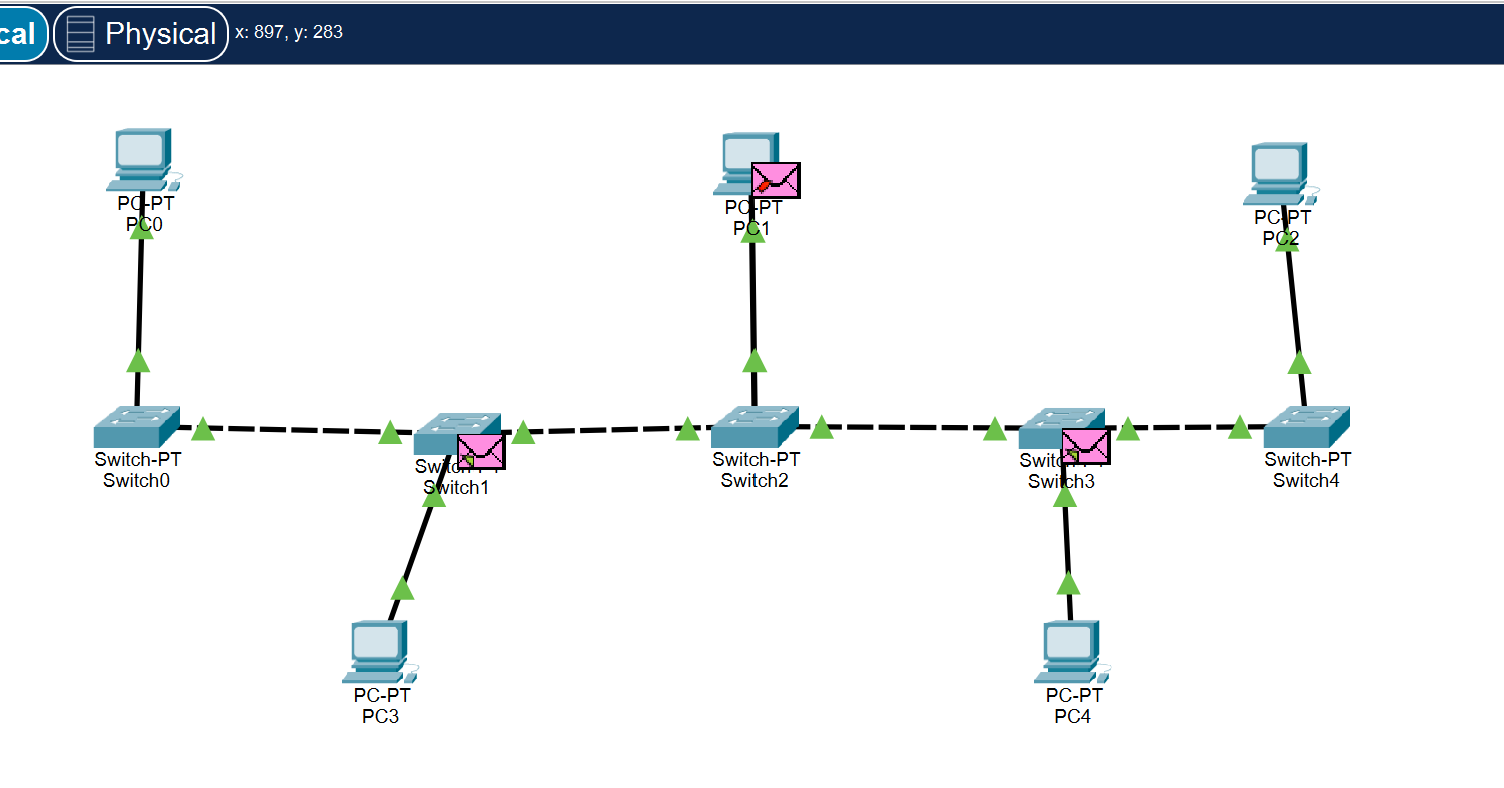 cal
Physical
x: 897, y: 283
PC-PT
PC0
PC-PT
PC1
PC-PT
PC2
Switch-PT
Switch0
Switch1
Switch-PT
Switch2
Switch3
Switch-PT
Switch4
PC-PT
PC3
PC-PT
PC4